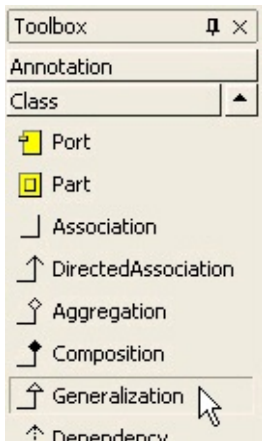 Toolbox
Annotation
Class
Port
Part
Association
DirectedAssociation
Aggregation
Composition
Generalization
Dependency